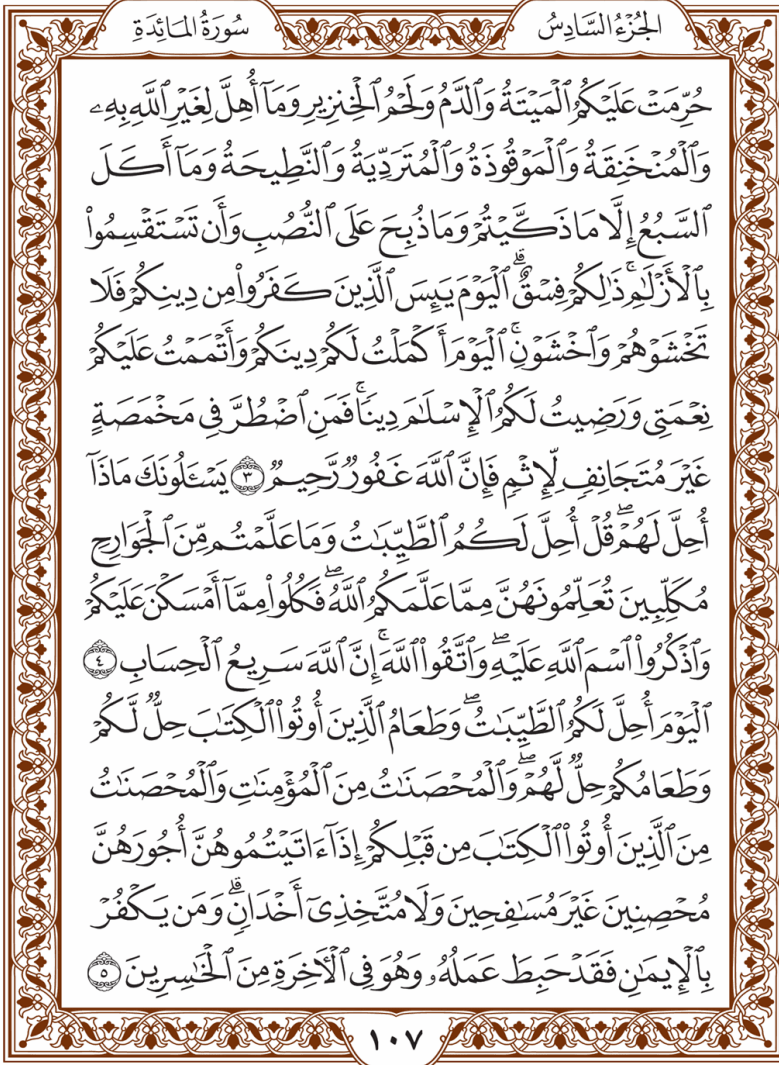 الجُزْءُ السَّادِسُ
سُورَةُ المَائِدَةِ
حُرِّمَتْ عَلَيْكُمُ ٱلْمَيْتَةُ وَٱلدَّمُ وَلَحْمُ ٱلْخِنزِيرِ وَمَآ أُهِلَّ لِغَيْرِ ٱللَّهِ بِهِۦ
وَٱلْمُنْخَنِقَةُ وَٱلْمَوْقُوذَةُ وَٱلْمُتَرَدِّيَةُ وَٱلنَّطِيحَةُ وَمَآ أَكَلَ
ٱلسَّبُعُ إِلَّا مَا ذَكَّيْتُمْ وَمَا ذُبِحَ عَلَى ٱلنُّصُبِ وَأَن تَسْتَقْسِمُوا۟
بِٱلْأَزْلَـٰمِ ۚ ذَٰلِكُمْ فِسْقٌ ۗ ٱلْيَوْمَ يَئِسَ ٱلَّذِينَ كَفَرُوا۟ مِن دِينِكُمْ فَلَا
تَخْشَوْهُمْ وَٱخْشَوْنِ ۚ ٱلْيَوْمَ أَكْمَلْتُ لَكُمْ دِينَكُمْ وَأَتْمَمْتُ عَلَيْكُمْ
نِعْمَتِى وَرَضِيتُ لَكُمُ ٱلْإِسْلَـٰمَ دِينًا ۚ فَمَنِ ٱضْطُرَّ فِى مَخْمَصَةٍ
غَيْرَ مُتَجَانِفٍ لِّإِثْمٍ فَإِنَّ ٱللَّهَ غَفُورٌ رَّحِيمٌ ٣ يَسْـَٔلُونَكَ مَاذَآ
أُحِلَّ لَهُمْ ۖ قُلْ أُحِلَّ لَكُمُ ٱلطَّيِّبَـٰتُ وَمَا عَلَّمْتُم مِّنَ ٱلْجَوَارِحِ
مُكَلِّبِينَ تُعَلِّمُونَهُنَّ مِمَّا عَلَّمَكُمُ ٱللَّهُ ۖ فَكُلُوا۟ مِمَّآ أَمْسَكْنَ عَلَيْكُمْ
وَٱذْكُرُوا۟ ٱسْمَ ٱللَّهِ عَلَيْهِ ۖ وَٱتَّقُوا۟ ٱللَّهَ ۚ إِنَّ ٱللَّهَ سَرِيعُ ٱلْحِسَابِ ٤
ٱلْيَوْمَ أُحِلَّ لَكُمُ ٱلطَّيِّبَـٰتُ ۖ وَطَعَامُ ٱلَّذِينَ أُوتُوا۟ ٱلْكِتَـٰبَ حِلٌّ لَّكُمْ
وَطَعَامُكُمْ حِلٌّ لَّهُمْ ۖ وَٱلْمُحْصَنَـٰتُ مِنَ ٱلْمُؤْمِنَـٰتِ وَٱلْمُحْصَنَـٰتُ
مِنَ ٱلَّذِينَ أُوتُوا۟ ٱلْكِتَـٰبَ مِن قَبْلِكُمْ إِذَآ ءَاتَيْتُمُوهُنَّ أُجُورَهُنَّ
مُحْصِنِينَ غَيْرَ مُسَـٰفِحِينَ وَلَا مُتَّخِذِىٓ أَخْدَانٍ ۗ وَمَن يَكْفُرْ
بِٱلْإِيمَـٰنِ فَقَدْ حَبِطَ عَمَلُهُۥ وَهُوَ فِى ٱلْـَٔاخِرَةِ مِنَ ٱلْخَـٰسِرِينَ ٥
١٠٧